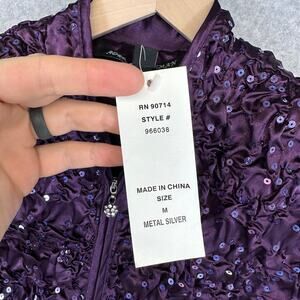 RN 90714
STYLE #
966038
MADE IN CHINA
SIZE
M
METAL SILVER